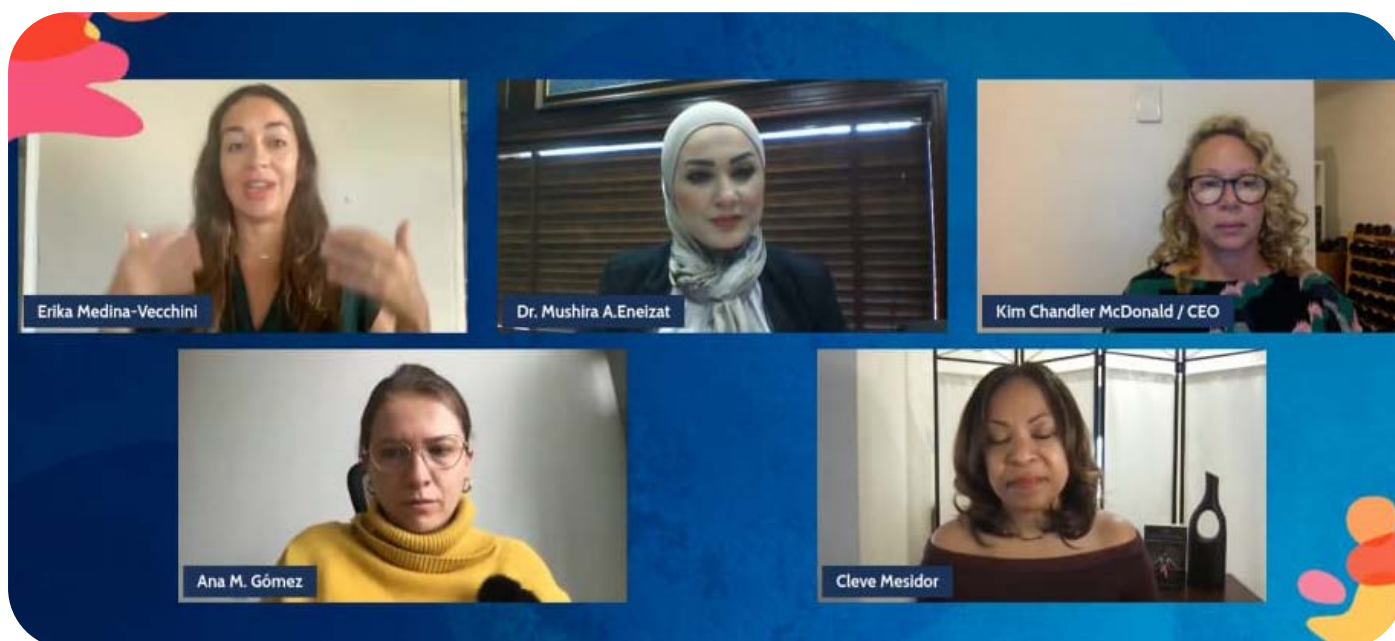 Erika Medina-Vecchini
Dr. Mushira A.Eneizat
Kim Chandler McDonald / CEO
Ana M. Gómez
Cleve Mesidor